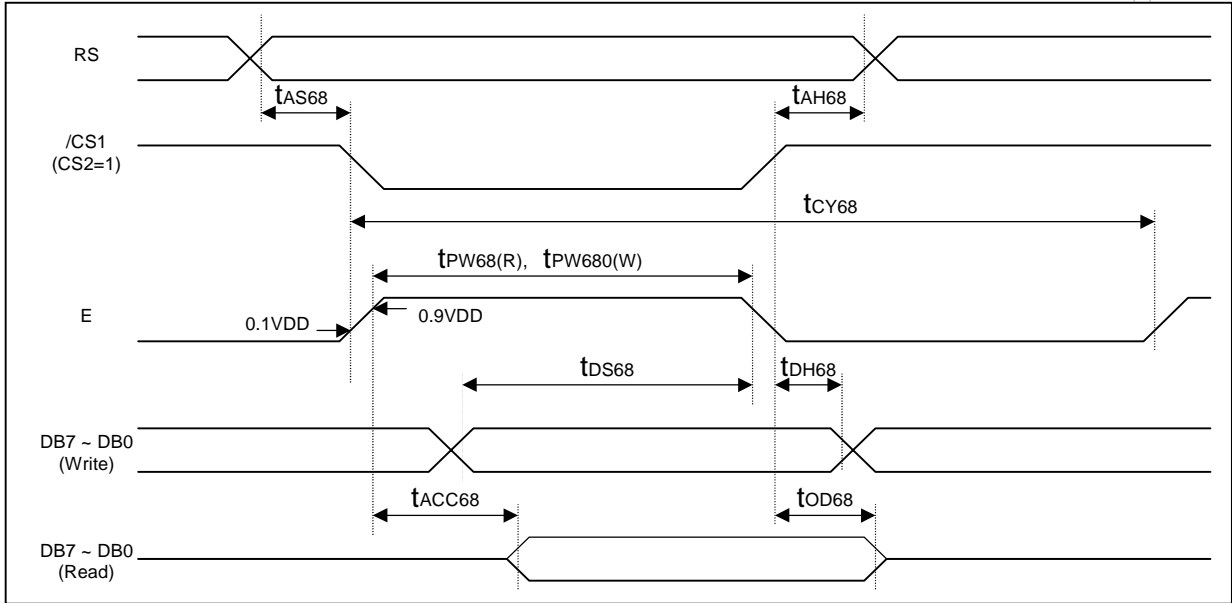 RS
tAS68
tAH68
/CS1
(CS2=1)
tCY68
tPW68(R), tPW680(W)
E
0.1VDD
0.9VDD
tDS68
tDH68
DB7 ~ DB0
(Write)
tACC68
tOD68
DB7 ~ DB0
(Read)